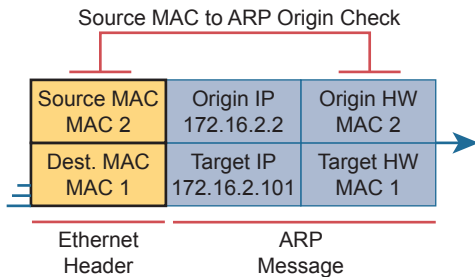 Source MAC to ARP Origin Check
Source MAC
MAC 2
Origin IP
172.16.2.2
Origin HW
MAC 2
Dest. MAC
MAC 1
Target IP
172.16.2.101
Target HW
MAC 1
Ethernet
Header
ARP
Message